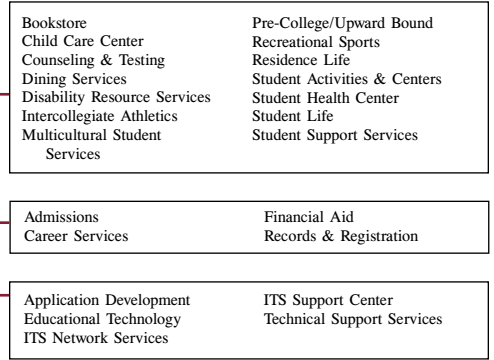 Bookstore
Child Care Center
Counseling & Testing
Dining Services
Disability Resource Services
Intercollegiate Athletics
Multicultural Student
Services
Pre-College/Upward Bound
Recreational Sports
Residence Life
Student Activities & Centers
Student Health Center
Student Life
Student Support Services
Admissions
Career Services
Financial Aid
Records & Registration
Application Development
Educational Technology
ITS Network Services
ITS Support Center
Technical Support Services